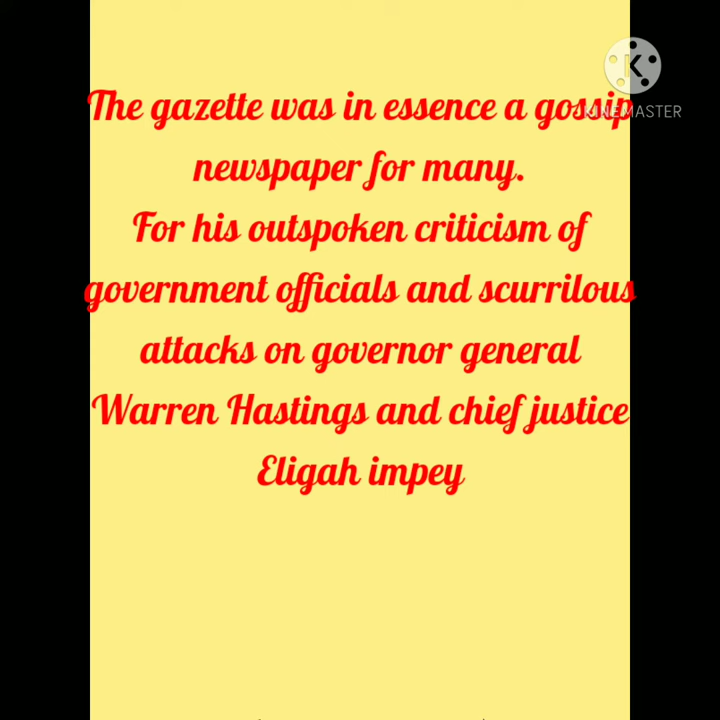 KINEMASTER
The gazette was in essence a gossip
newspaper for many.
For his outspoken criticism of
government officials and scurrilous
attacks on governor general
Warren Hastings and chief justice
Eligah impey